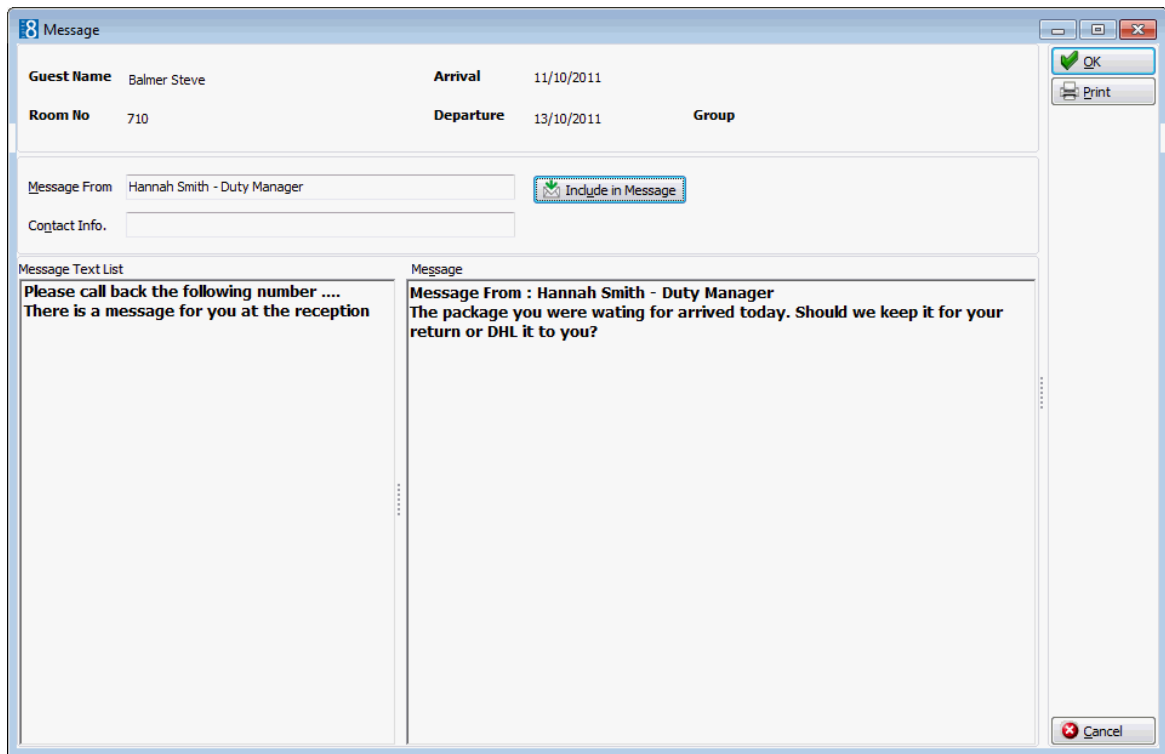 8 Message
Guest Name Balmer Steve Arrival 11/10/2011
Room No 710 Departure 13/10/2011 Group
OK
Print
Message From Hannah Smith - Duty Manager Include in Message
Contact Info.
Message Text List
Please call back the following number ....
There is a message for you at the reception
Message
Message From : Hannah Smith - Duty Manager
The package you were wating for arrived today. Should we keep it for your
return or DHL it to you?
Cancel